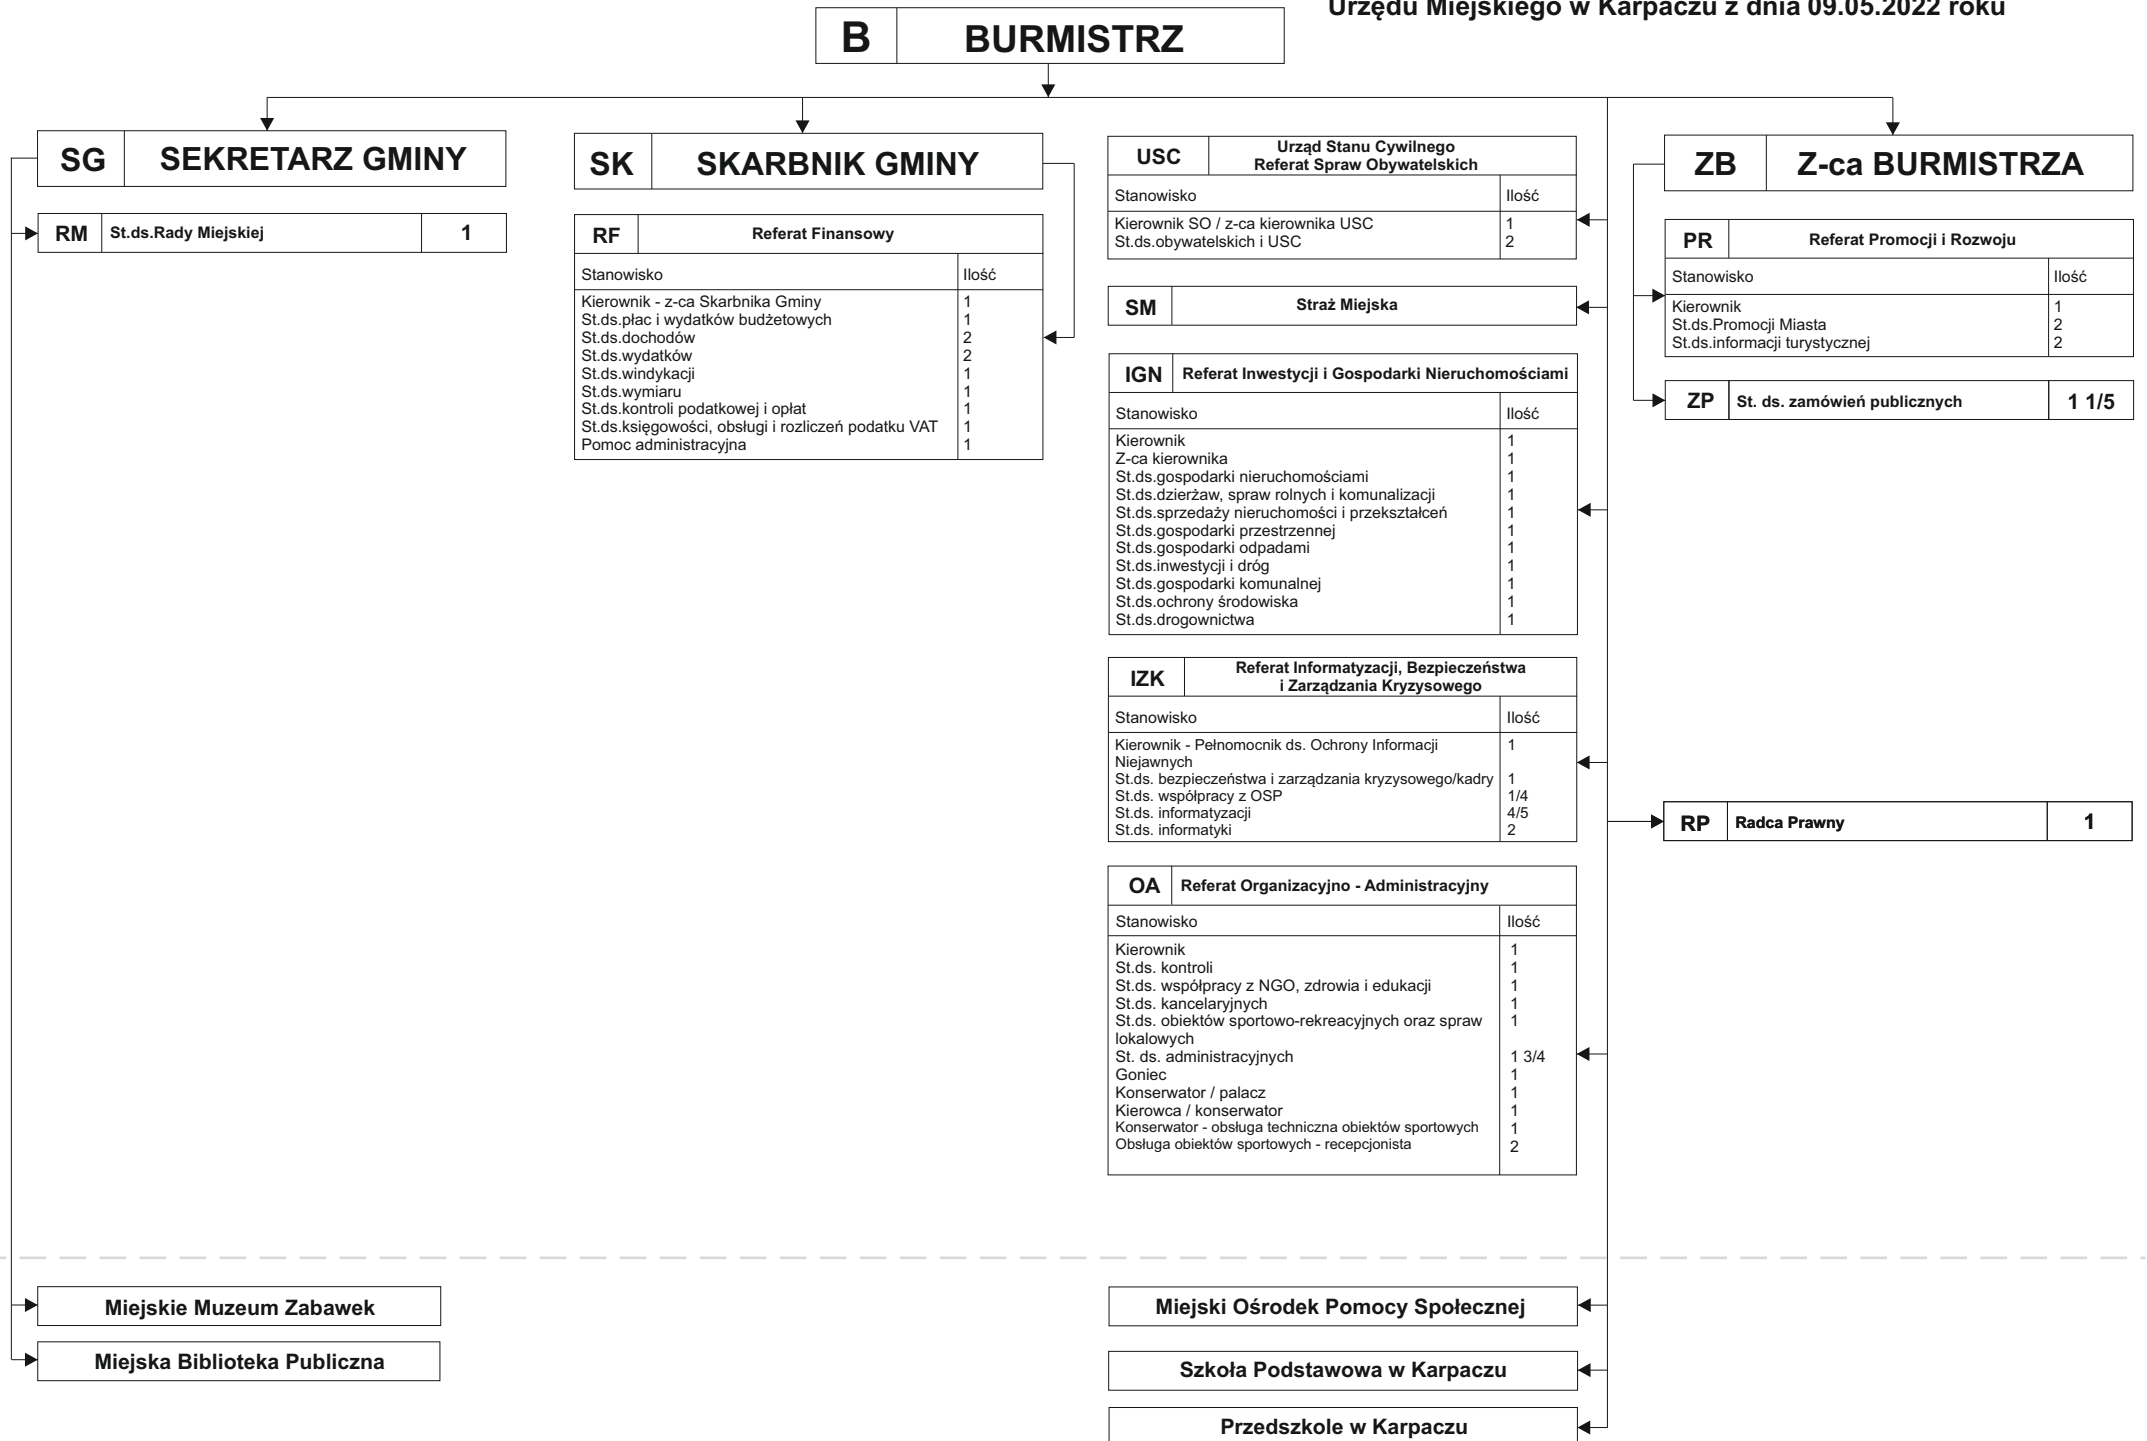 Urzędu Miejskiego w Karpaczu z dnia 09.05.2022 roku
B BURMISTRZ
SG SEKRETARZ GMINY
RM St.ds.Rady Miejskiej 1
SK SKARBNIK GMINY
RF Referat Finansowy
Stanowisko Ilość
Kierownik - z-ca Skarbnika Gminy 1
St.ds.płac i wydatków budżetowych 1
St.ds.dochodów 2
St.ds.wydatków 2
St.ds.windykacji 1
St.ds.wymiaru 1
St.ds.kontroli podatkowej i opłat 1
St.ds.księgowości, obsługi i rozliczeń podatku VAT 1
Pomoc administracyjna 1
USC Urząd Stanu Cywilnego
Referat Spraw Obywatelskich
Stanowisko Ilość
Kierownik SO / z-ca kierownika USC 1
St.ds.obywatelskich i USC 2
SM Straż Miejska
IGN Referat Inwestycji i Gospodarki Nieruchomościami
Stanowisko Ilość
Kierownik 1
Z-ca kierownika 1
St.ds.gospodarki nieruchomościami 1
St.ds.dzierżaw, spraw rolnych i komunalizacji 1
St.ds.sprzedaży nieruchomości i przekształceń 1
St.ds.gospodarki przestrzennej 1
St.ds.gospodarki odpadami 1
St.ds.inwestycji i dróg 1
St.ds.gospodarki komunalnej 1
St.ds.ochrony środowiska 1
St.ds.drogownictwa 1
IZK Referat Informatyzacji, Bezpieczeństwa
i Zarządzania Kryzysowego
Stanowisko Ilość
Kierownik - Pełnomocnik ds. Ochrony Informacji 1
Niejawnych
St.ds. bezpieczeństwa i zarządzania kryzysowego/kadry 1
St.ds. współpracy z OSP 1/4
St.ds. informatyzacji 4/5
St.ds. informatyki 2
OA Referat Organizacyjno - Administracyjny
Stanowisko Ilość
Kierownik 1
St.ds. kontroli 1
St.ds. współpracy z NGO, zdrowia i edukacji 1
St.ds. kancelaryjnych 1
St.ds. obiektów sportowo-rekreacyjnych oraz spraw 1
lokalowych
St. ds. administracyjnych 1 3/4
Goniec 1
Konserwator / palacz 1
Kierowca / konserwator 1
Konserwator - obsługa techniczna obiektów sportowych 1
Obsługa obiektów sportowych - recepcjonista 2
ZB Z-ca BURMISTRZA
PR Referat Promocji i Rozwoju
Stanowisko Ilość
Kierownik 1
St.ds.Promocji Miasta 2
St.ds.informacji turystycznej 2
ZP St. ds. zamówień publicznych 1 1/5
RP Radca Prawny 1
Miejskie Muzeum Zabawek
Miejska Biblioteka Publiczna
Miejski Ośrodek Pomocy Społecznej
Szkoła Podstawowa w Karpaczu
Przedszkole w Karpaczu